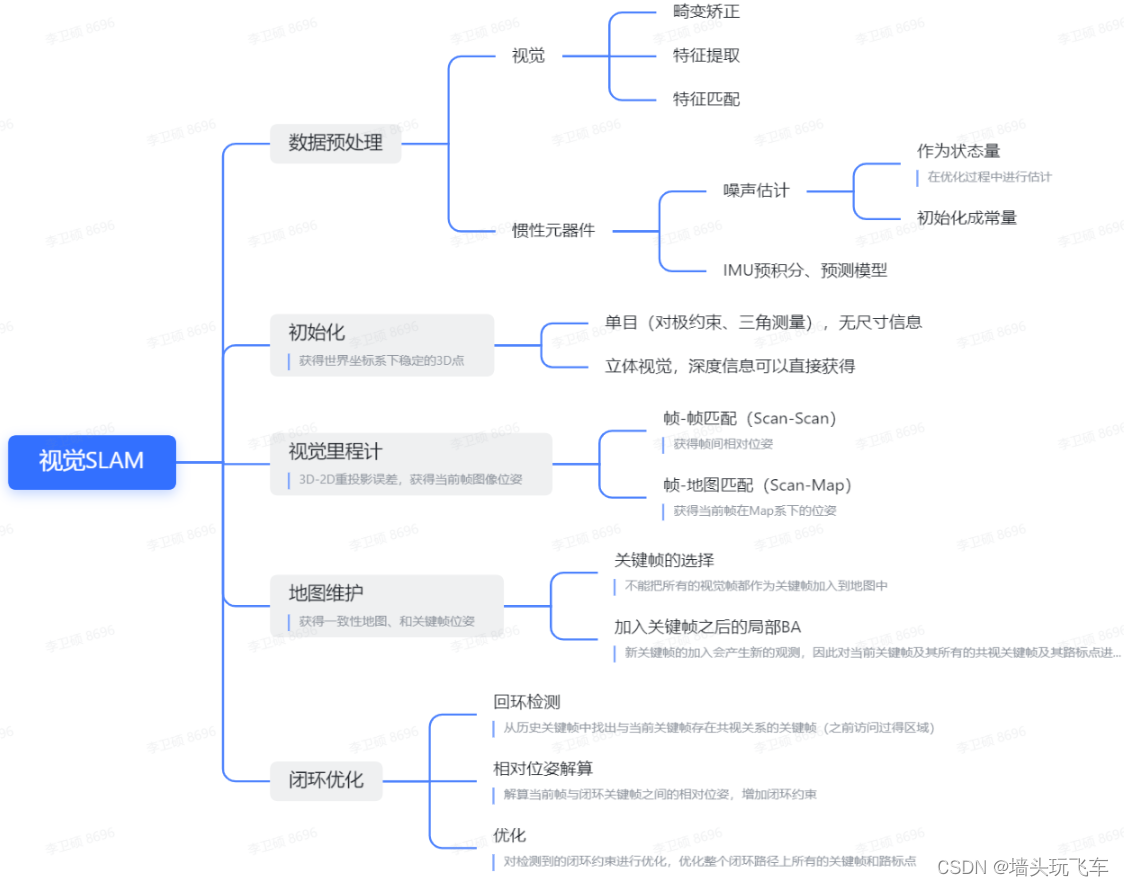 视觉SLAM
数据预处理
视觉
畸变矫正
特征提取
特征匹配
惯性元器件
噪声估计
作为状态量
在优化过程中进行估计
初始化成常量
IMU预积分、预测模型
初始化
获得世界坐标系下稳定的3D点
单目（对极约束、三角测量），无尺寸信息
立体视觉，深度信息可以直接获得
视觉里程计
3D-2D重投影误差，获得当前帧图像位姿
帧-帧匹配（Scan-Scan）
获得帧间相对位姿
帧-地图匹配（Scan-Map）
获得当前帧在Map系下的位姿
地图维护
获得一致性地图、和关键帧位姿
关键帧的选择
不能把所有的视觉帧都作为关键帧加入到地图中
加入关键帧之后的局部BA
新关键帧的加入会产生新的观测，因此对当前关键帧及其所有的共视关键帧及其路标点进...
闭环优化
回环检测
从历史关键帧中找出与当前关键帧存在共视关系的关键帧（之前访问过得区域）
相对位姿解算
解算当前帧与闭环关键帧之间的相对位姿，增加闭环约束
优化
对检测到的闭环约束进行优化，优化整个闭环路径上所有的关键帧和路标点
CSDN @墙头玩飞车
李卫硕 8696